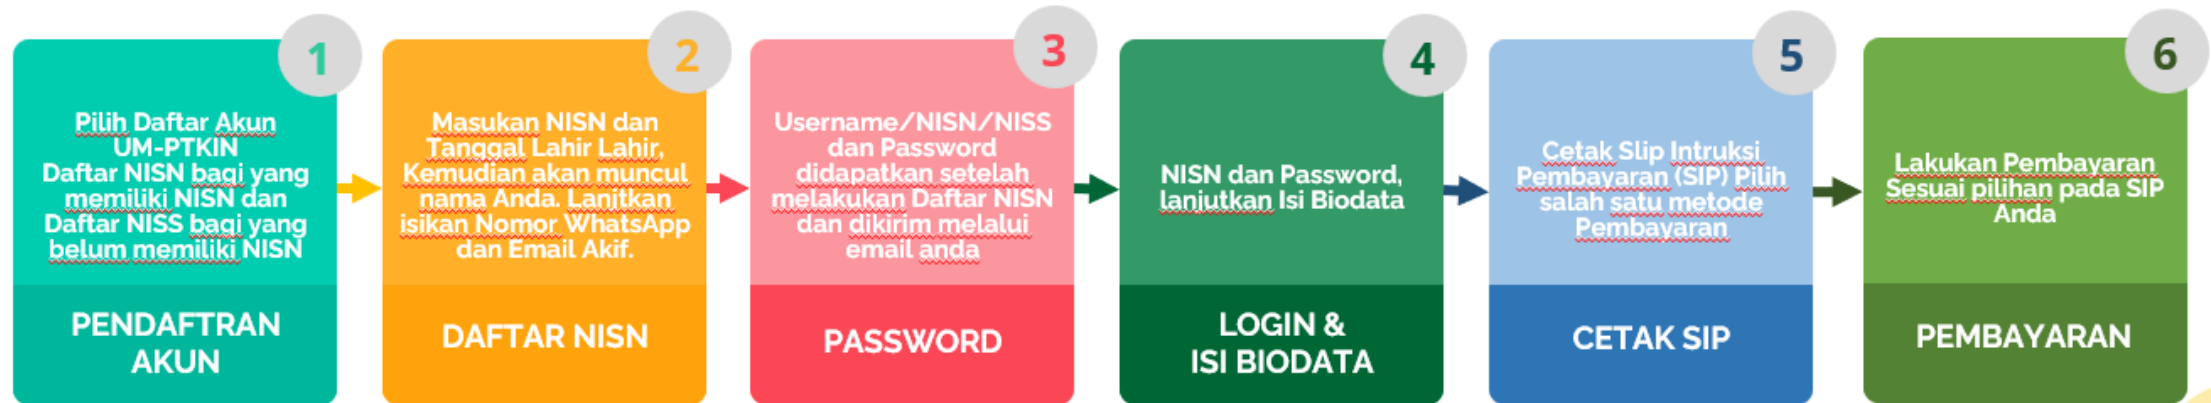 1
Pilih Daftar Akun
UM-PTKIN
Daftar NISN bagi yang
memiliki NISN dan
Daftar NISS bagi yang
belum memiliki NISN
PENDAFTRAN
AKUN
2
Masukan NISN dan
Tanggal Lahir Lahir,
Kemudian akan muncul
nama Anda. Lanjtkan
isikan Nomor WhatsApp
dan Email Akif.
DAFTAR NISN
3
Username/NISN/NISS
dan Password
didapatkan setelah
melakukan Daftar NISN
dan dikirim melalui
email anda
PASSWORD
4
NISN dan Password,
lanjutkan Isi Biodata
LOGIN &
ISI BIODATA
5
Cetak Slip Intruksi
Pembayaran (SIP) Pilih
salah satu metode
Pembayaran
CETAK SIP
6
Lakukan Pembayaran
Sesuai pilihan pada SIP
Anda
PEMBAYARAN